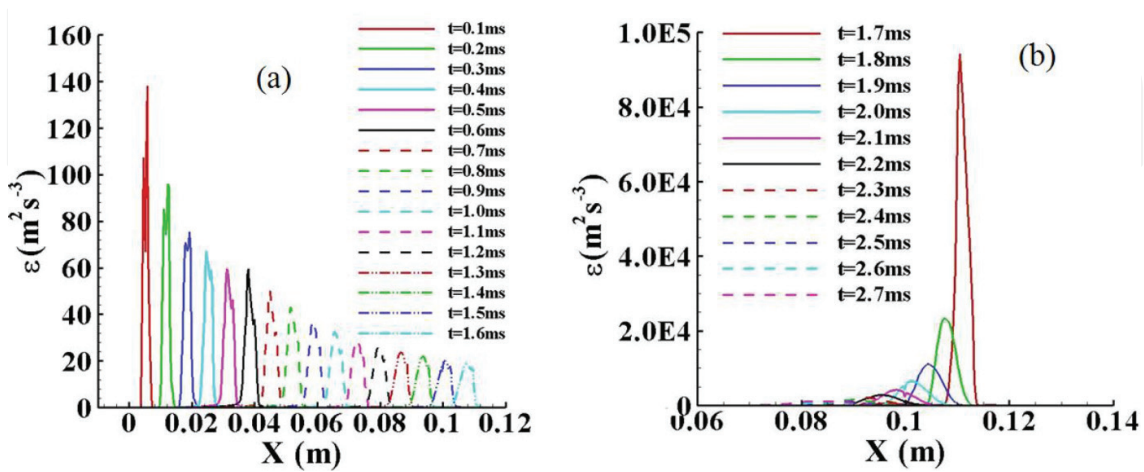 160
140
120
100
80
60
40
20
0
ε (m²s⁻³)
(a)
t=0.1ms
t=0.2ms
t=0.3ms
t=0.4ms
t=0.5ms
t=0.6ms
t=0.7ms
t=0.8ms
t=0.9ms
t=1.0ms
t=1.1ms
t=1.2ms
t=1.3ms
t=1.4ms
t=1.5ms
t=1.6ms
0 0.02 0.04 0.06 0.08 0.1 0.12
X (m)
1.0E5
8.0E4
6.0E4
4.0E4
2.0E4
0
ε (m²s⁻³)
(b)
t=1.7ms
t=1.8ms
t=1.9ms
t=2.0ms
t=2.1ms
t=2.2ms
t=2.3ms
t=2.4ms
t=2.5ms
t=2.6ms
t=2.7ms
0.06 0.08 0.1 0.12 0.14
X (m)